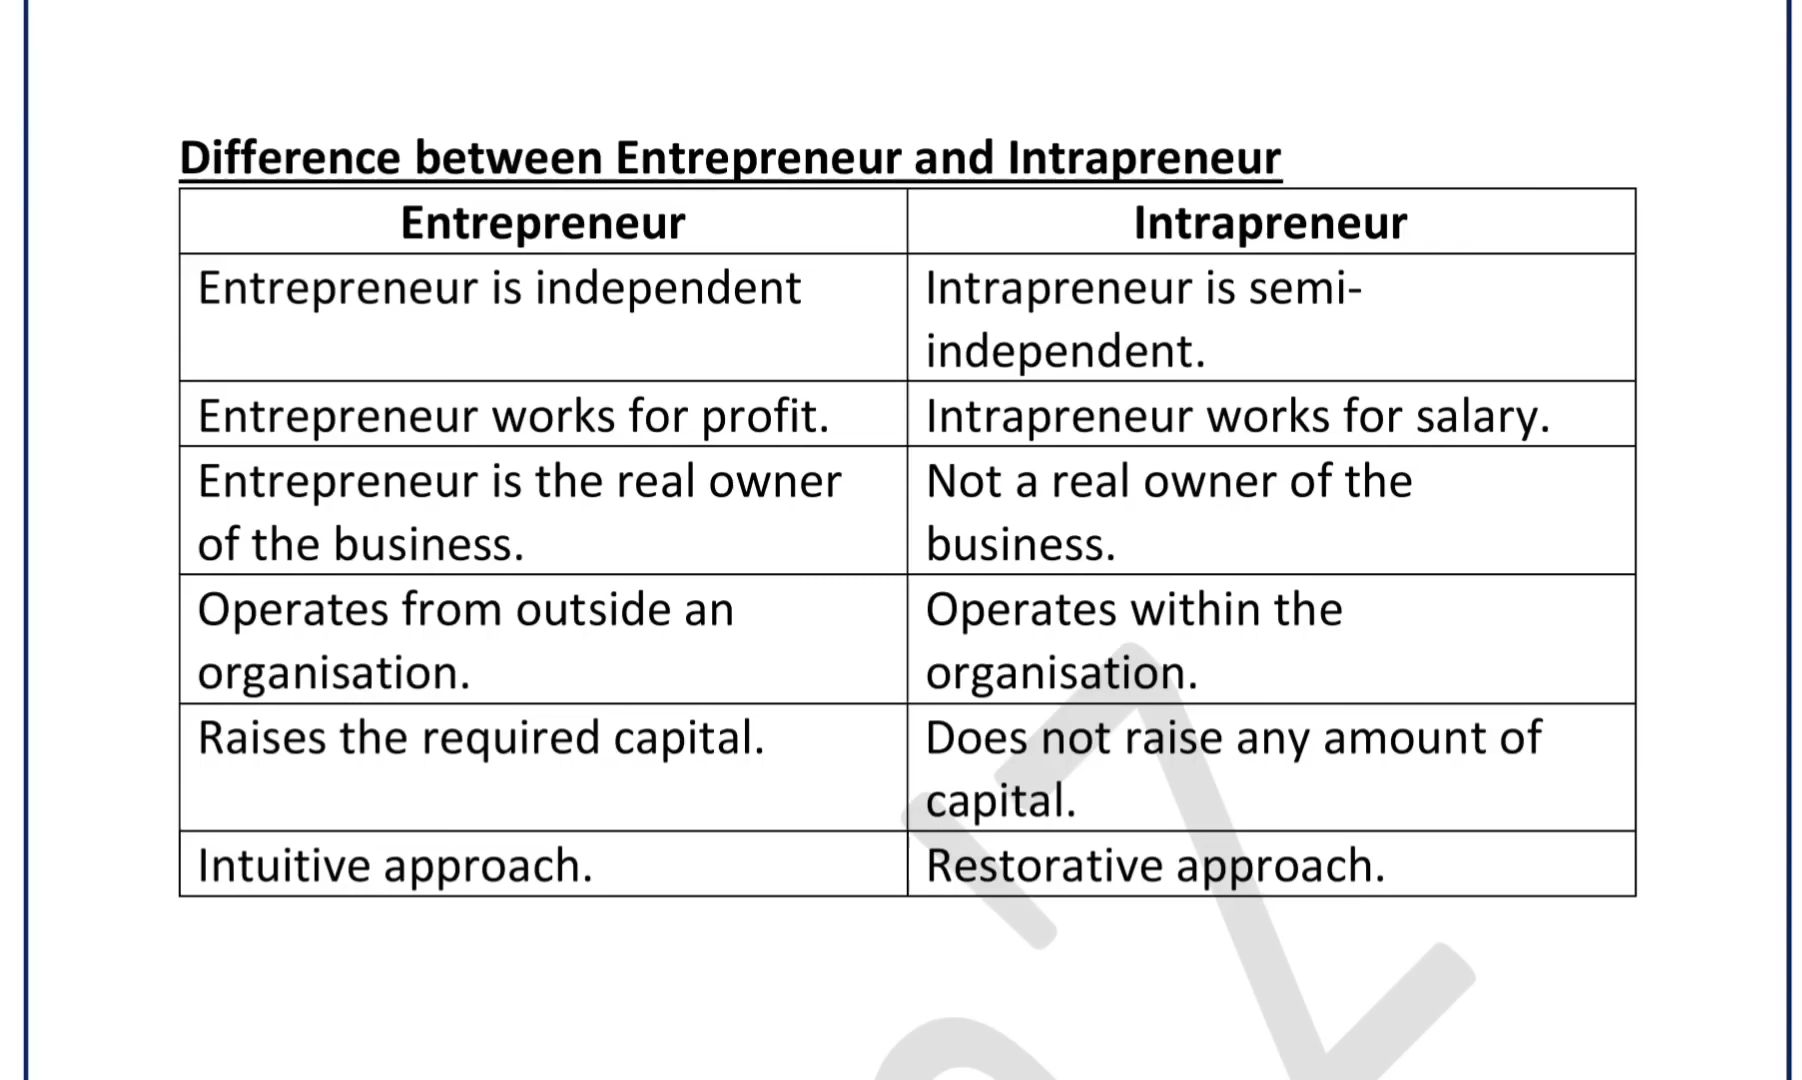 Difference between Entrepreneur and Intrapreneur
Entrepreneur
Intrapreneur
Entrepreneur is independent
Intrapreneur is semi-
independent.
Entrepreneur works for profit.
Intrapreneur works for salary.
Entrepreneur is the real owner
of the business.
Not a real owner of the
business.
Operates from outside an
organisation.
Operates within the
organisation.
Raises the required capital.
Does not raise any amount of
capital.
Intuitive approach.
Restorative approach.